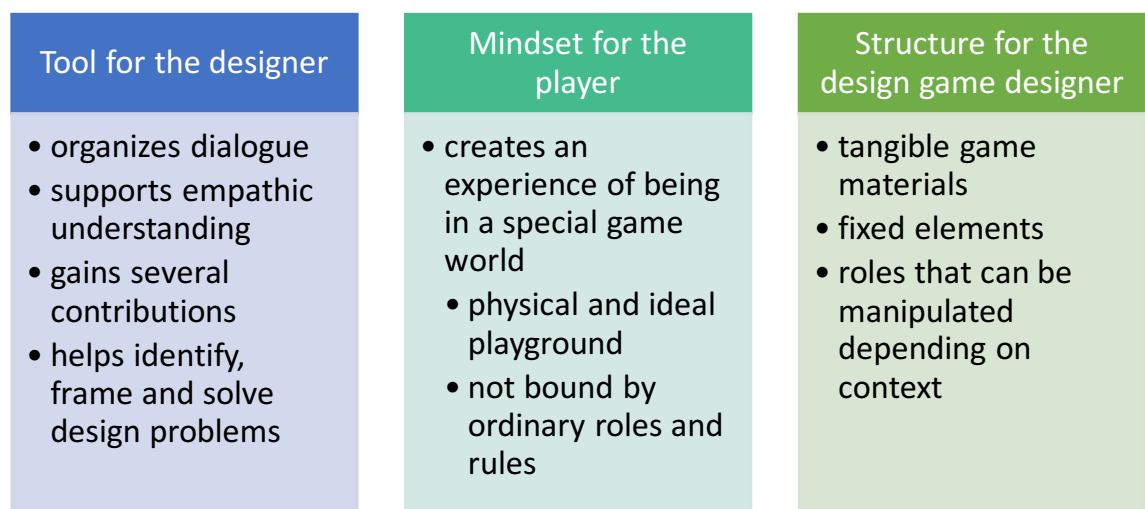 Tool for the designer
• organizes dialogue
• supports empathic
understanding
• gains several
contributions
• helps identify,
frame and solve
design problems
Mindset for the
player
• creates an
experience of being
in a special game
world
• physical and ideal
playground
• not bound by
ordinary roles and
rules
Structure for the
design game designer
• tangible game
materials
• fixed elements
• roles that can be
manipulated
depending on
context